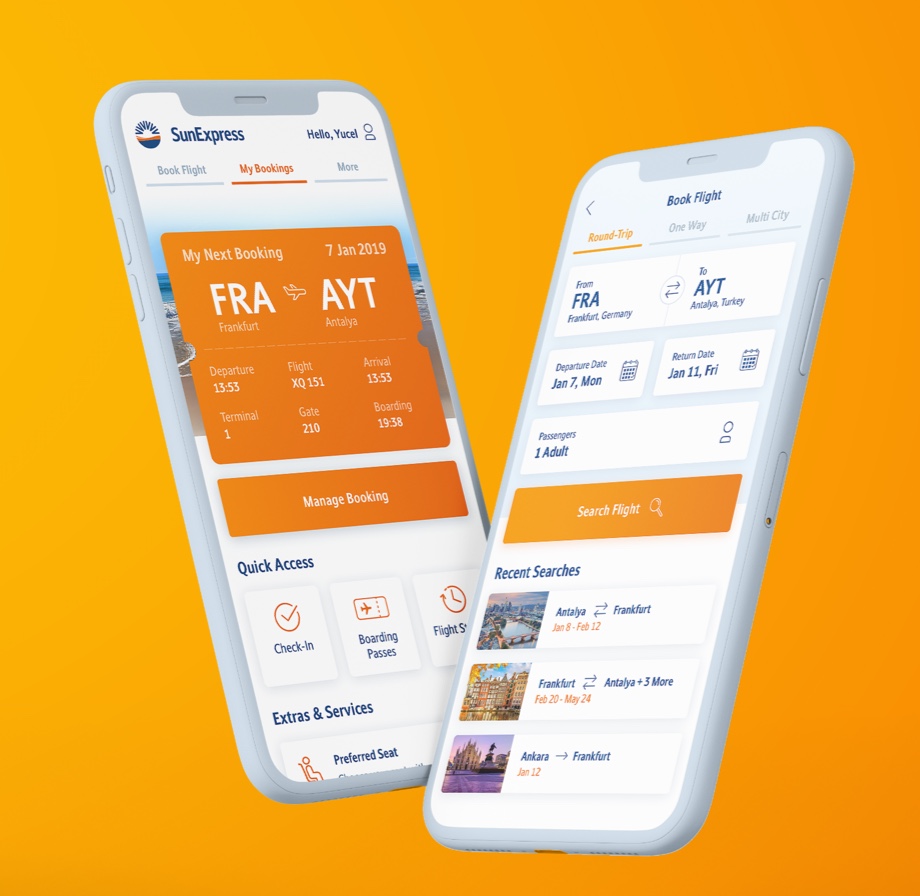 SunExpress
Hello, Yucel
Book Flight
My Bookings
More
My Next Booking
7 Jan 2019
FRA
AYT
Frankfurt
Antalya
Departure
Flight
Arrival
13:53
XQ 151
13:53
Terminal
Gate
Boarding
1
210
19:38
Manage Booking
Quick Access
Check-In
Boarding
Passes
Flight
Extras & Services
Preferred Seat
Book Flight
Round-Trip
One Way
Multi City
From
FRA
Frankfurt, Germany
To
AYT
Antalya, Turkey
Departure Date
Jan 7, Mon
Return Date
Jan 11, Fri
Passengers
1 Adult
Search Flight
Recent Searches
Antalya
Frankfurt
Jan 8 - Feb 12
Frankfurt
Antalya + 3 More
Feb 20 - May 24
Ankara
Frankfurt
Jan 12